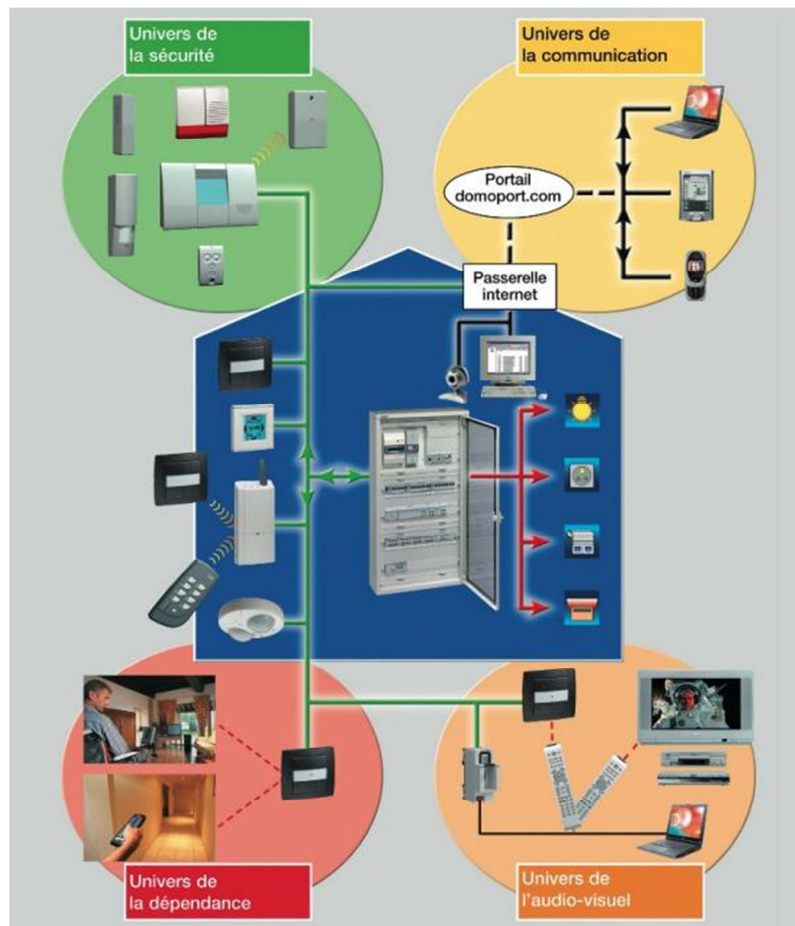 Univers de
la sécurité
Univers de
la communication
Portail
domoport.com
Passerelle
internet
Univers de
la dépendance
Univers de
l'audio-visuel